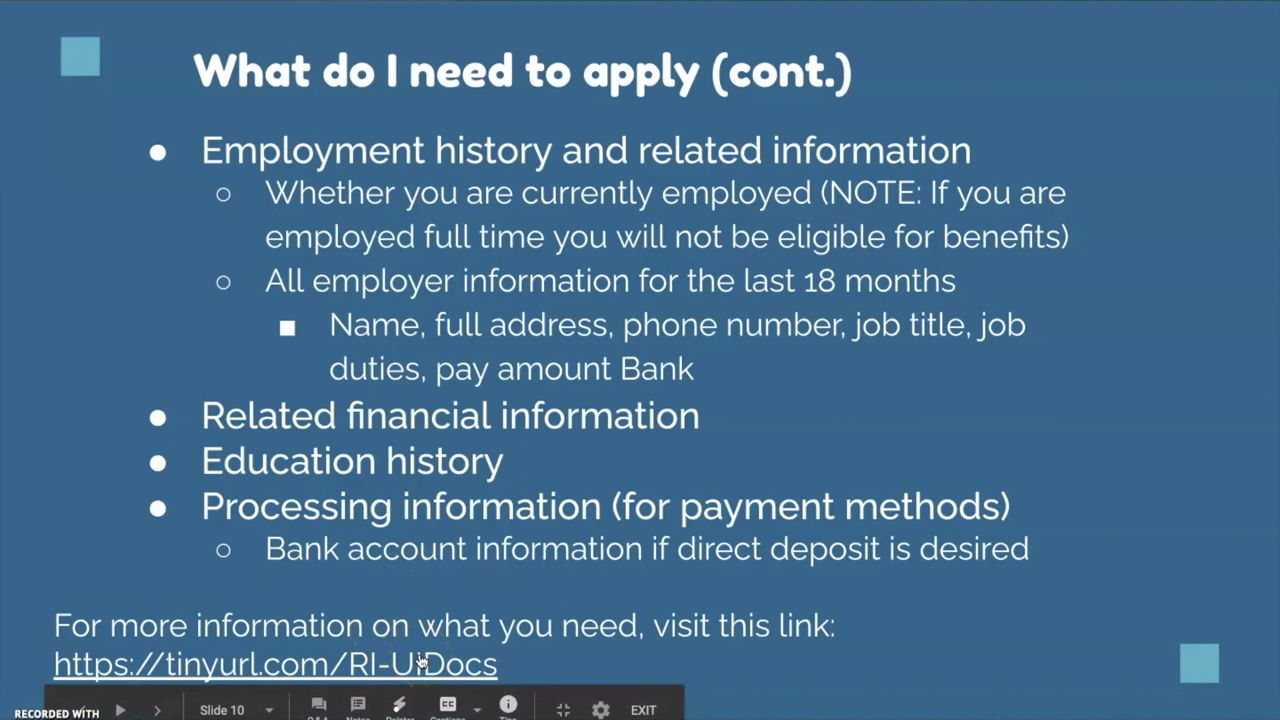 What do I need to apply (cont.)
● Employment history and related information
○ Whether you are currently employed (NOTE: If you are
employed full time you will not be eligible for benefits)
○ All employer information for the last 18 months
■ Name, full address, phone number, job title, job
duties, pay amount Bank
● Related financial information
● Education history
● Processing information (for payment methods)
○ Bank account information if direct deposit is desired
For more information on what you need, visit this link:
https://tinyurl.com/RI-UIDocs
Slide 10
EXIT
RECORDED WITH